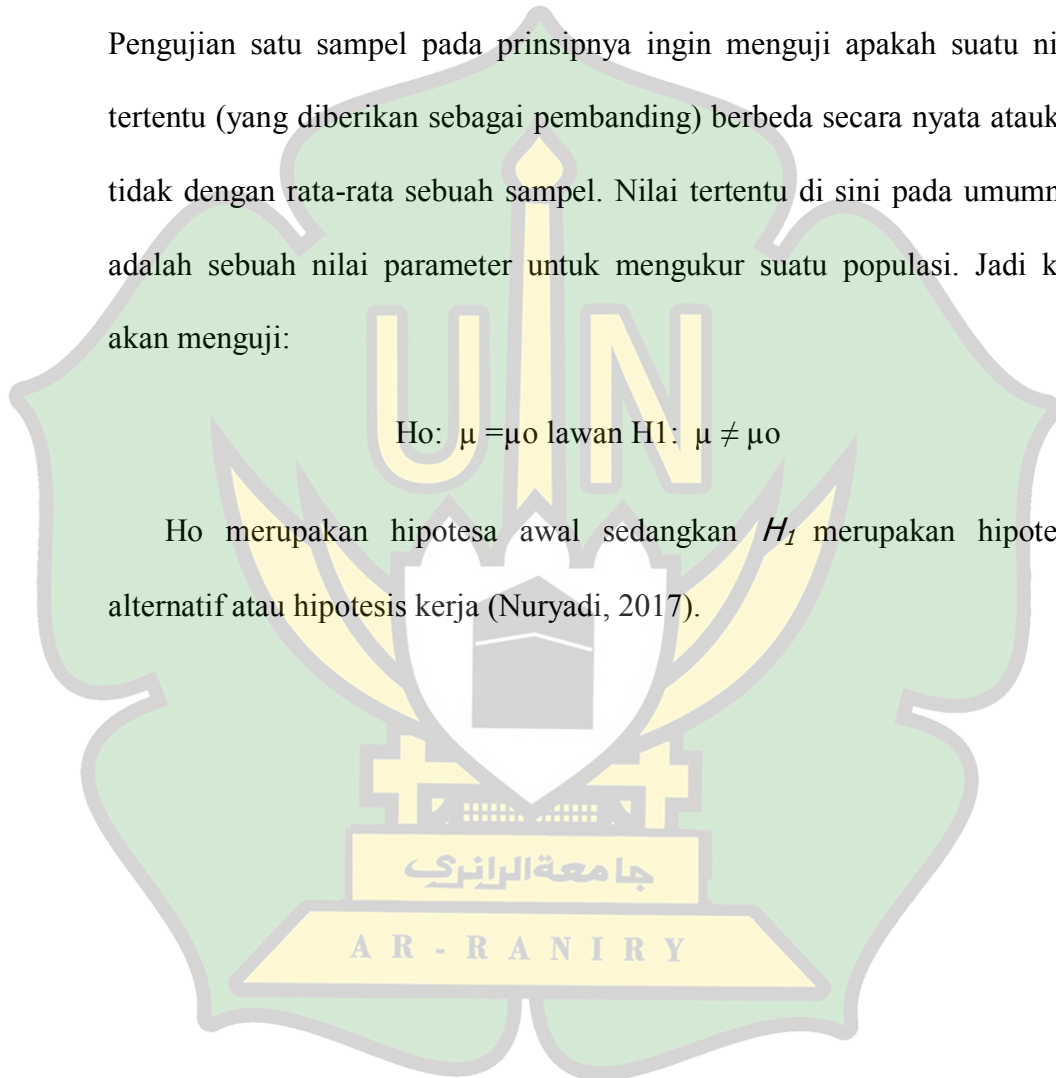 Pengujian satu sampel pada prinsipnya ingin menguji apakah suatu ni
tertentu (yang diberikan sebagai pembanding) berbeda secara nyata atauk
tidak dengan rata-rata sebuah sampel. Nilai tertentu di sini pada umumn
adalah sebuah nilai parameter untuk mengukur suatu populasi. Jadi k
akan menguji:
Ho: μ =μo lawan H1: μ ≠ μo
Ho merupakan hipotesa awal sedangkan H₁ merupakan hipote
alternatif atau hipotesis kerja (Nuryadi, 2017).
UIN
جامعةالرانري
AR-RANIRY